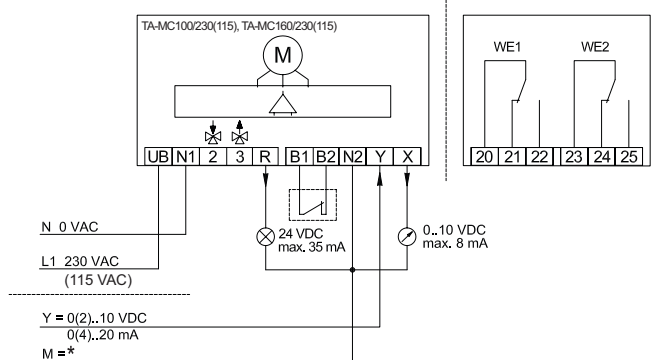 TA-MC100/230(115), TA-MC160/230(115)
M
UB N1 2 3 R B1 B2 N2 Y X
WE1 WE2
20 21 22 23 24 25
N 0 VAC
24 VDC
max. 35 mA
0..10 VDC
max. 8 mA
L1 230 VAC
(115 VAC)
Y = 0(2)..10 VDC
0(4)..20 mA
M = *